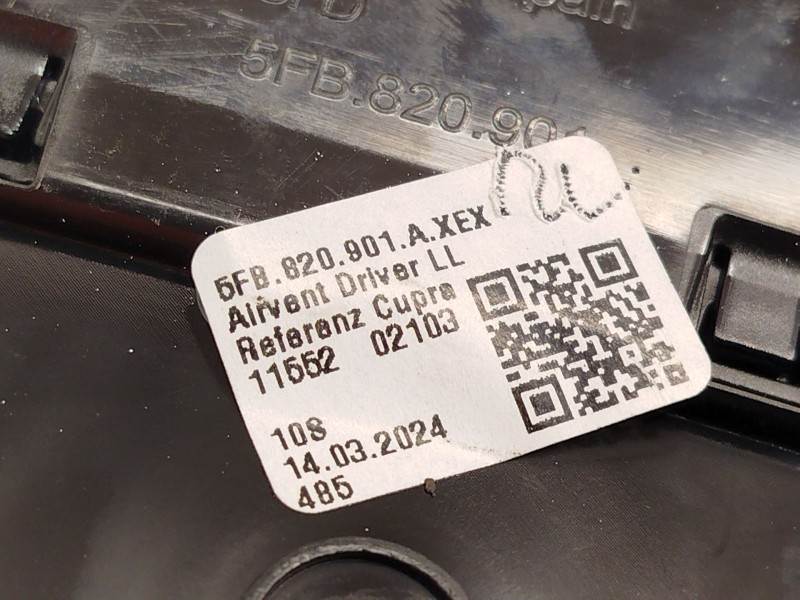 5FB.820.901
5FB.820.901.A.XEX
Airvent Driver LL
Referenz Cupra
11552 02103
108
14.03.2024
485